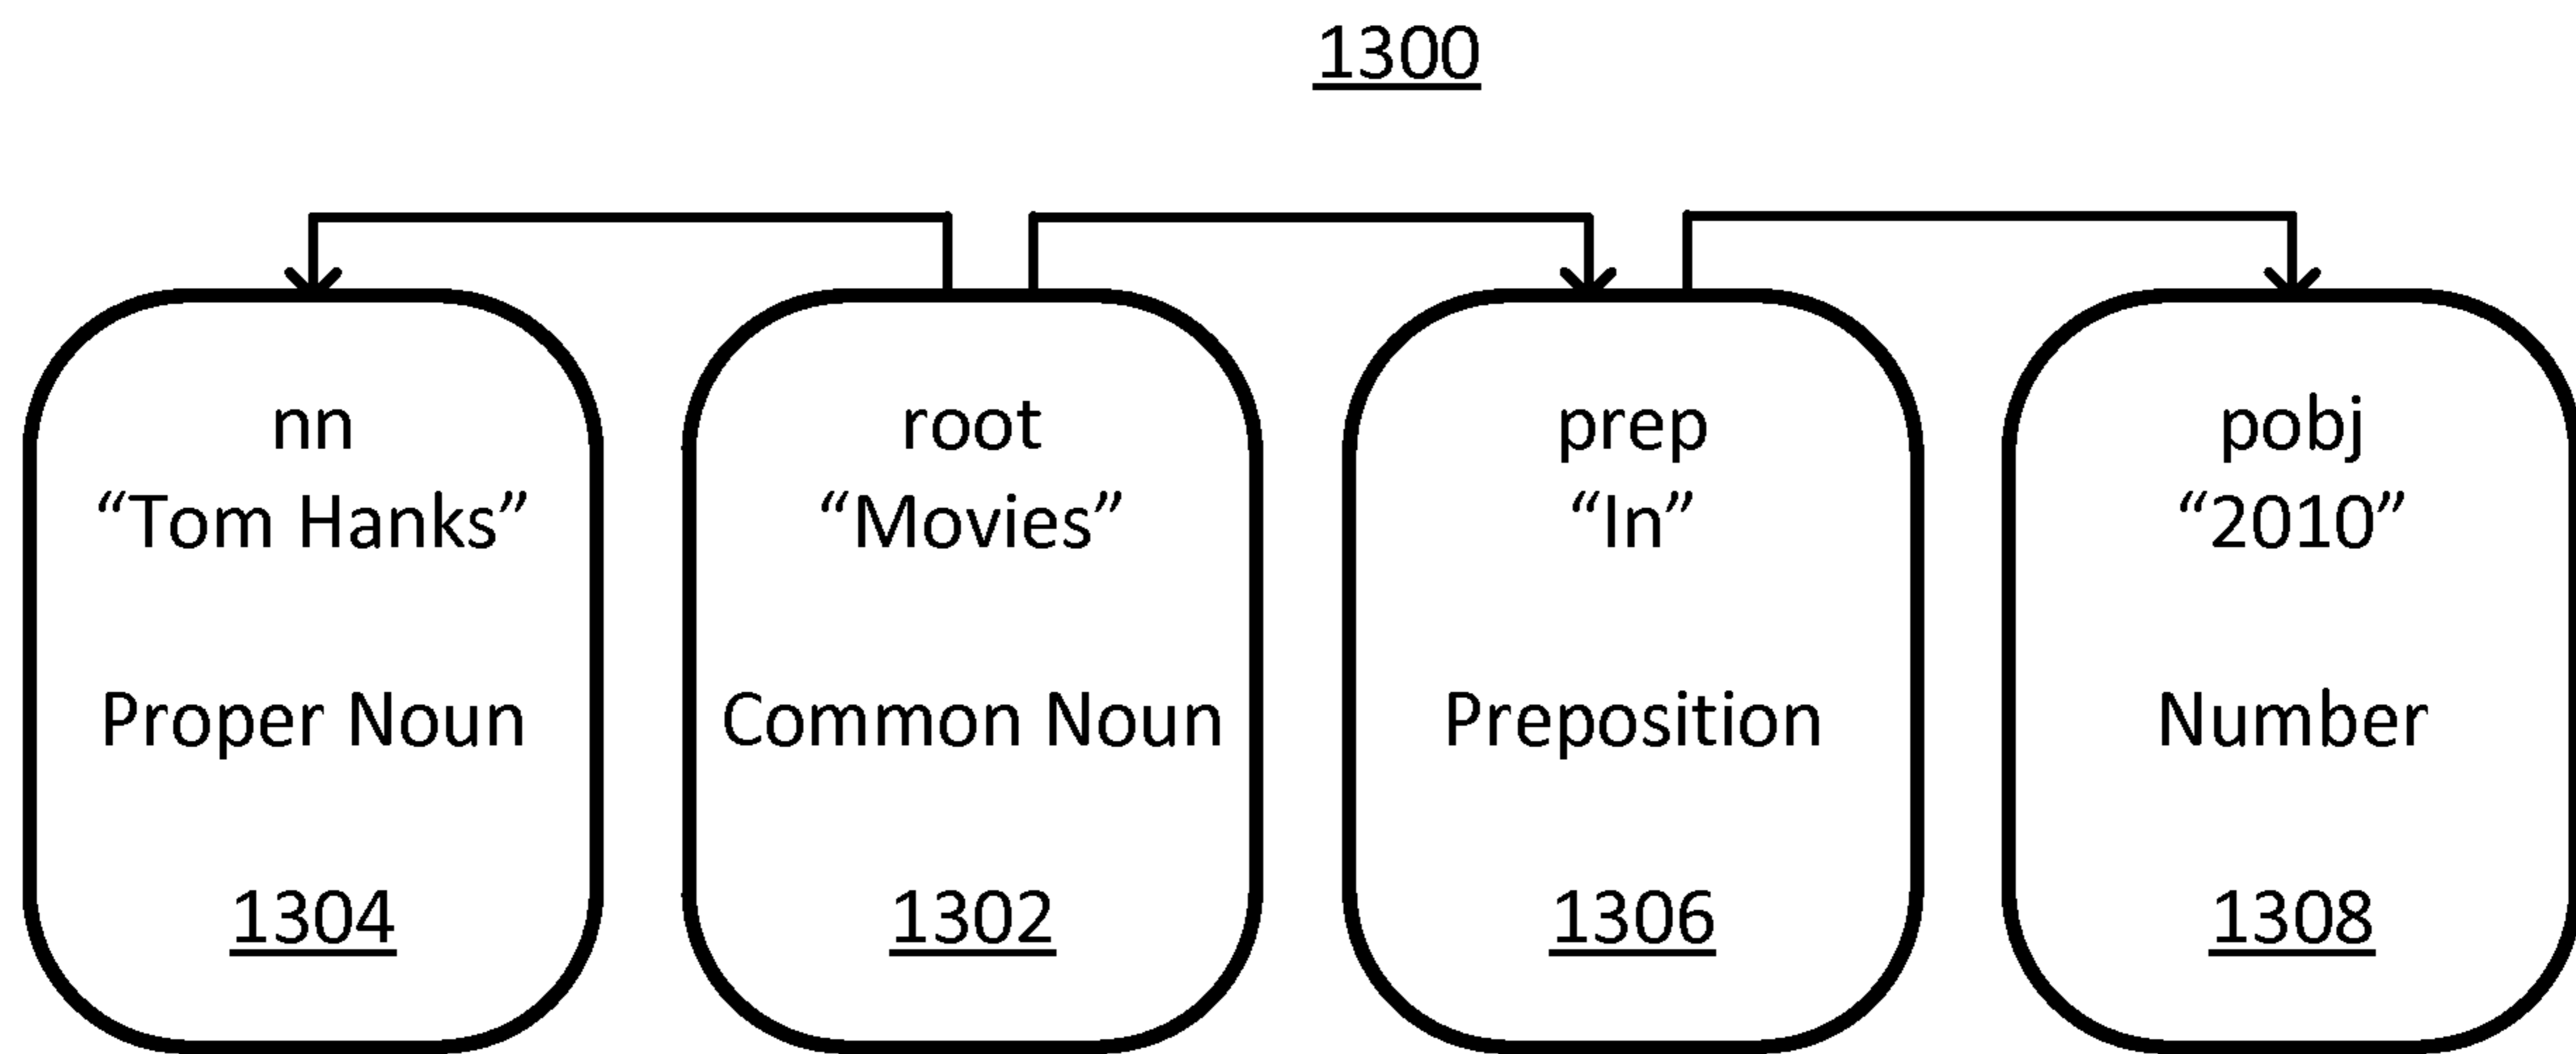 1300
nn
“Tom Hanks”
Proper Noun
1304
root
“Movies”
Common Noun
1302
prep
“In”
Preposition
1306
pobj
“2010”
Number
1308